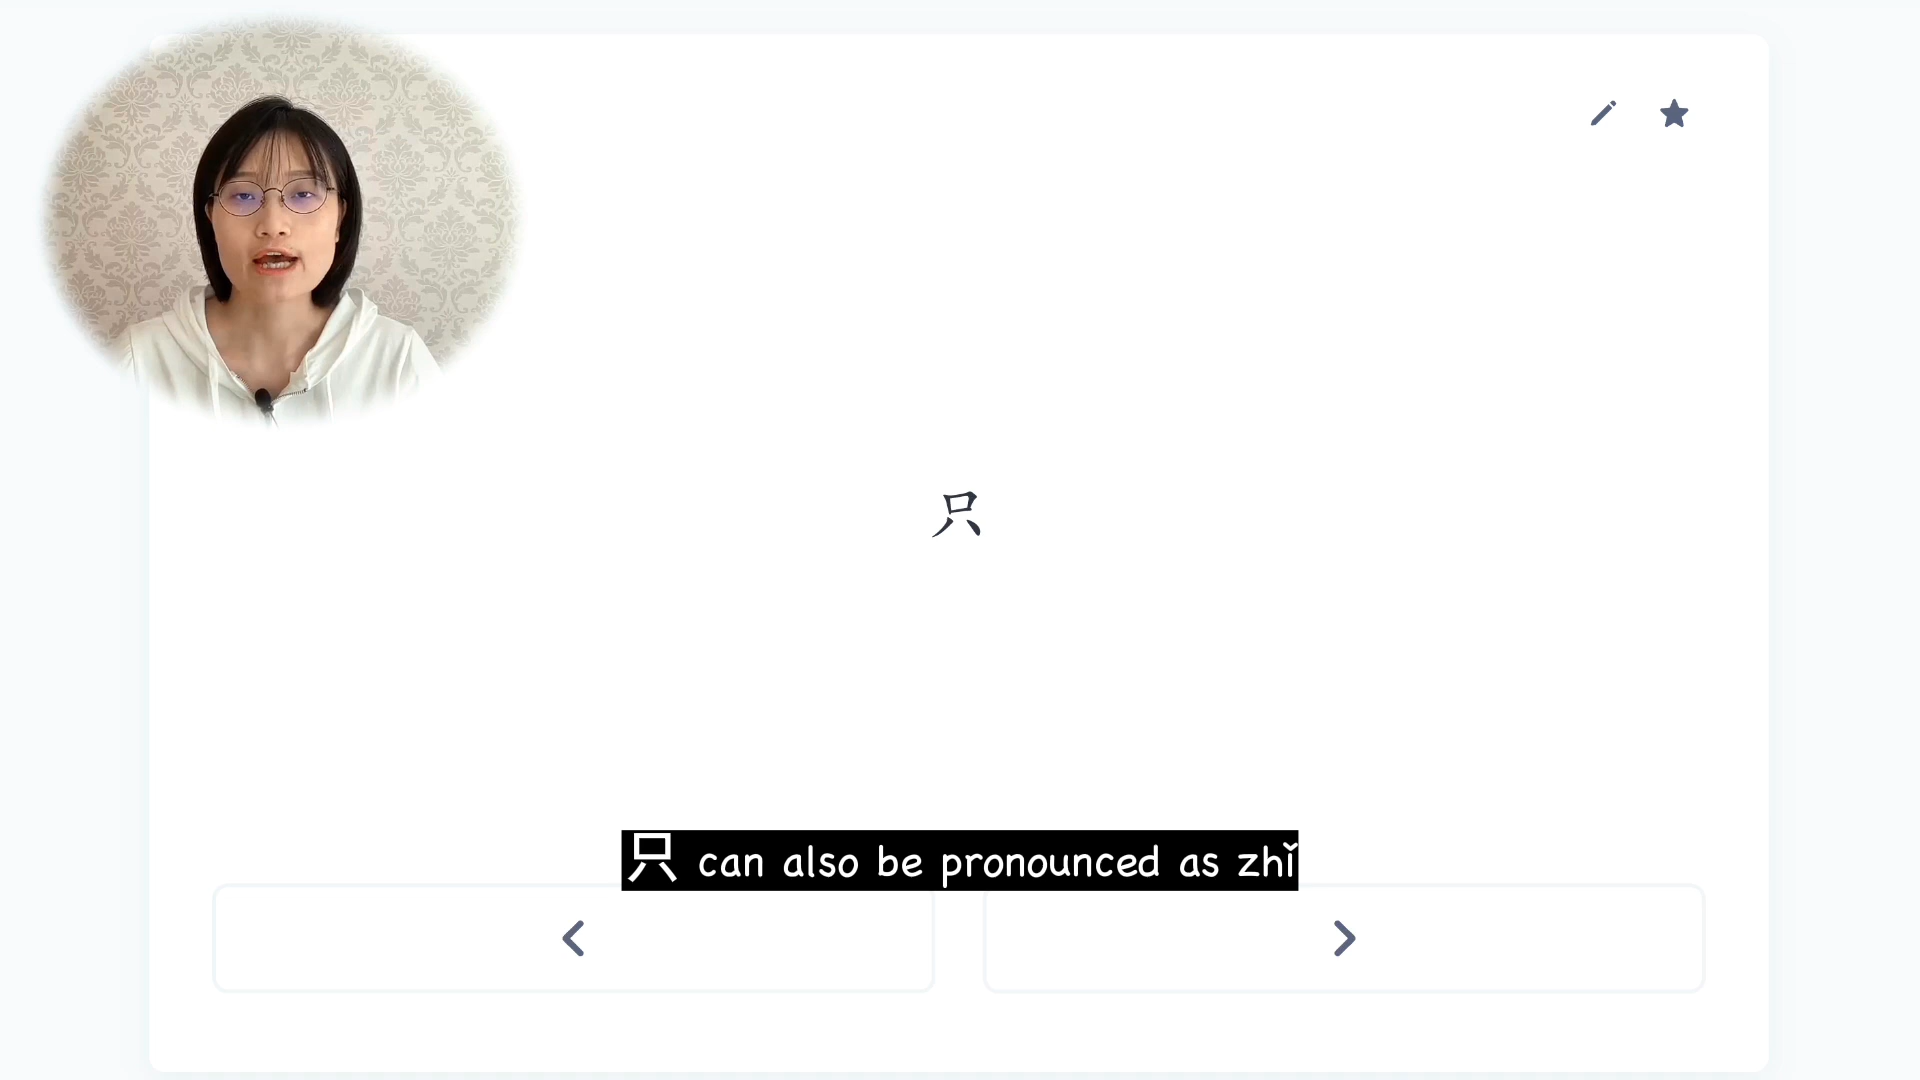 只
只 can also be pronounced as zhǐ